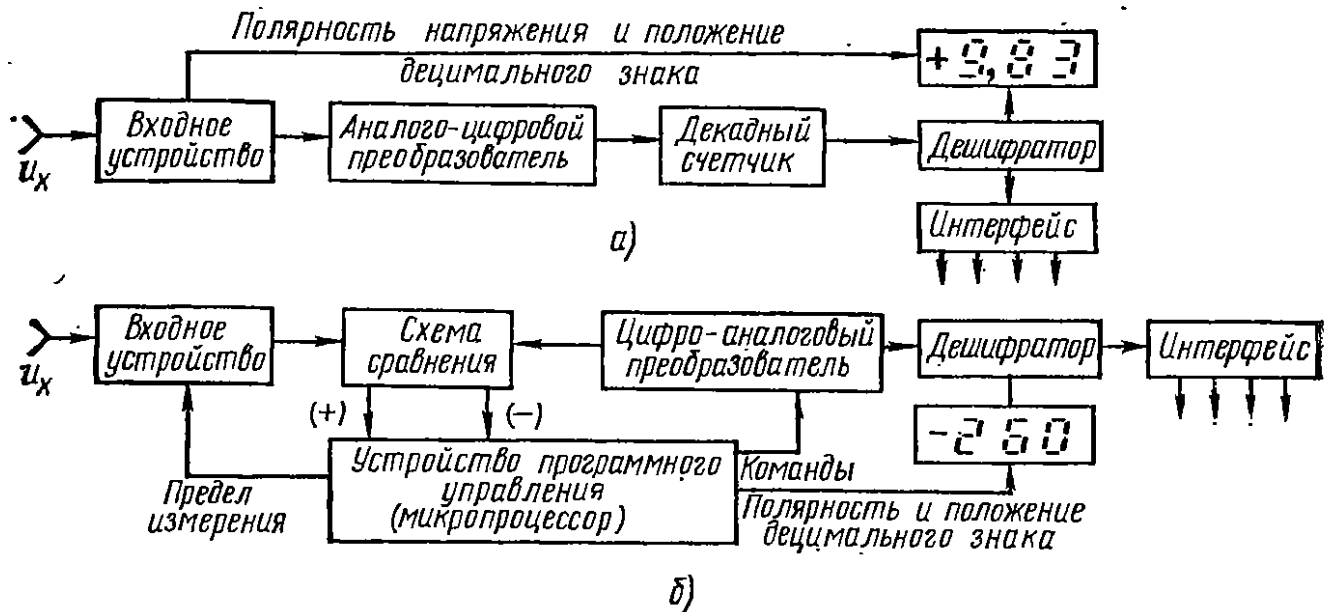 Полярность напряжения и положение
децимального знака
+9,83
u_x
Входное
устройство
Аналого-цифровой
преобразователь
Декадный
счетчик
Дешифратор
Интерфейс
а)
u_x
Входное
устройство
Схема
сравнения
Цифро-аналоговый
преобразователь
Дешифратор
Интерфейс
(+)
(−)
-260
Предел
измерения
Устройство программного
управления
(микропроцессор)
Команды
Полярность и положение
децимального знака
б)